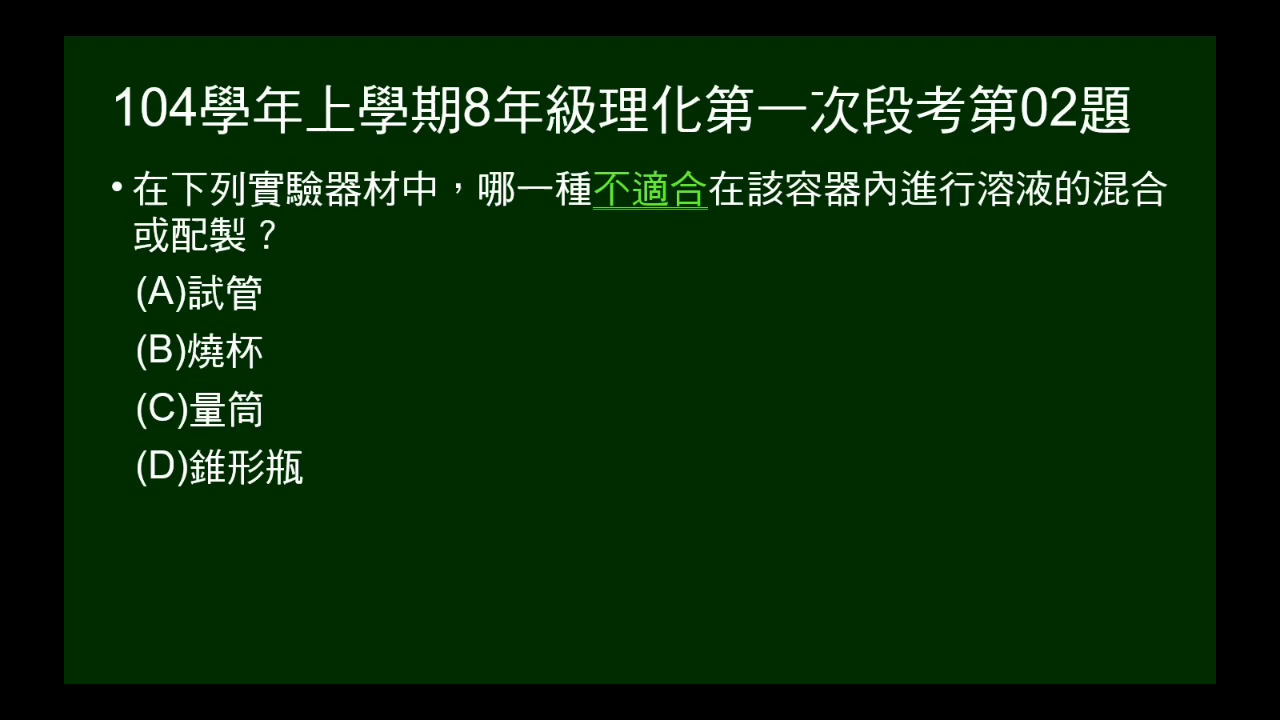 104學年上學期8年級理化第一次段考第02題
•在下列實驗器材中，哪一種不適合在該容器內進行溶液的混合
或配製？
(A)試管
(B)燒杯
(C)量筒
(D)錐形瓶